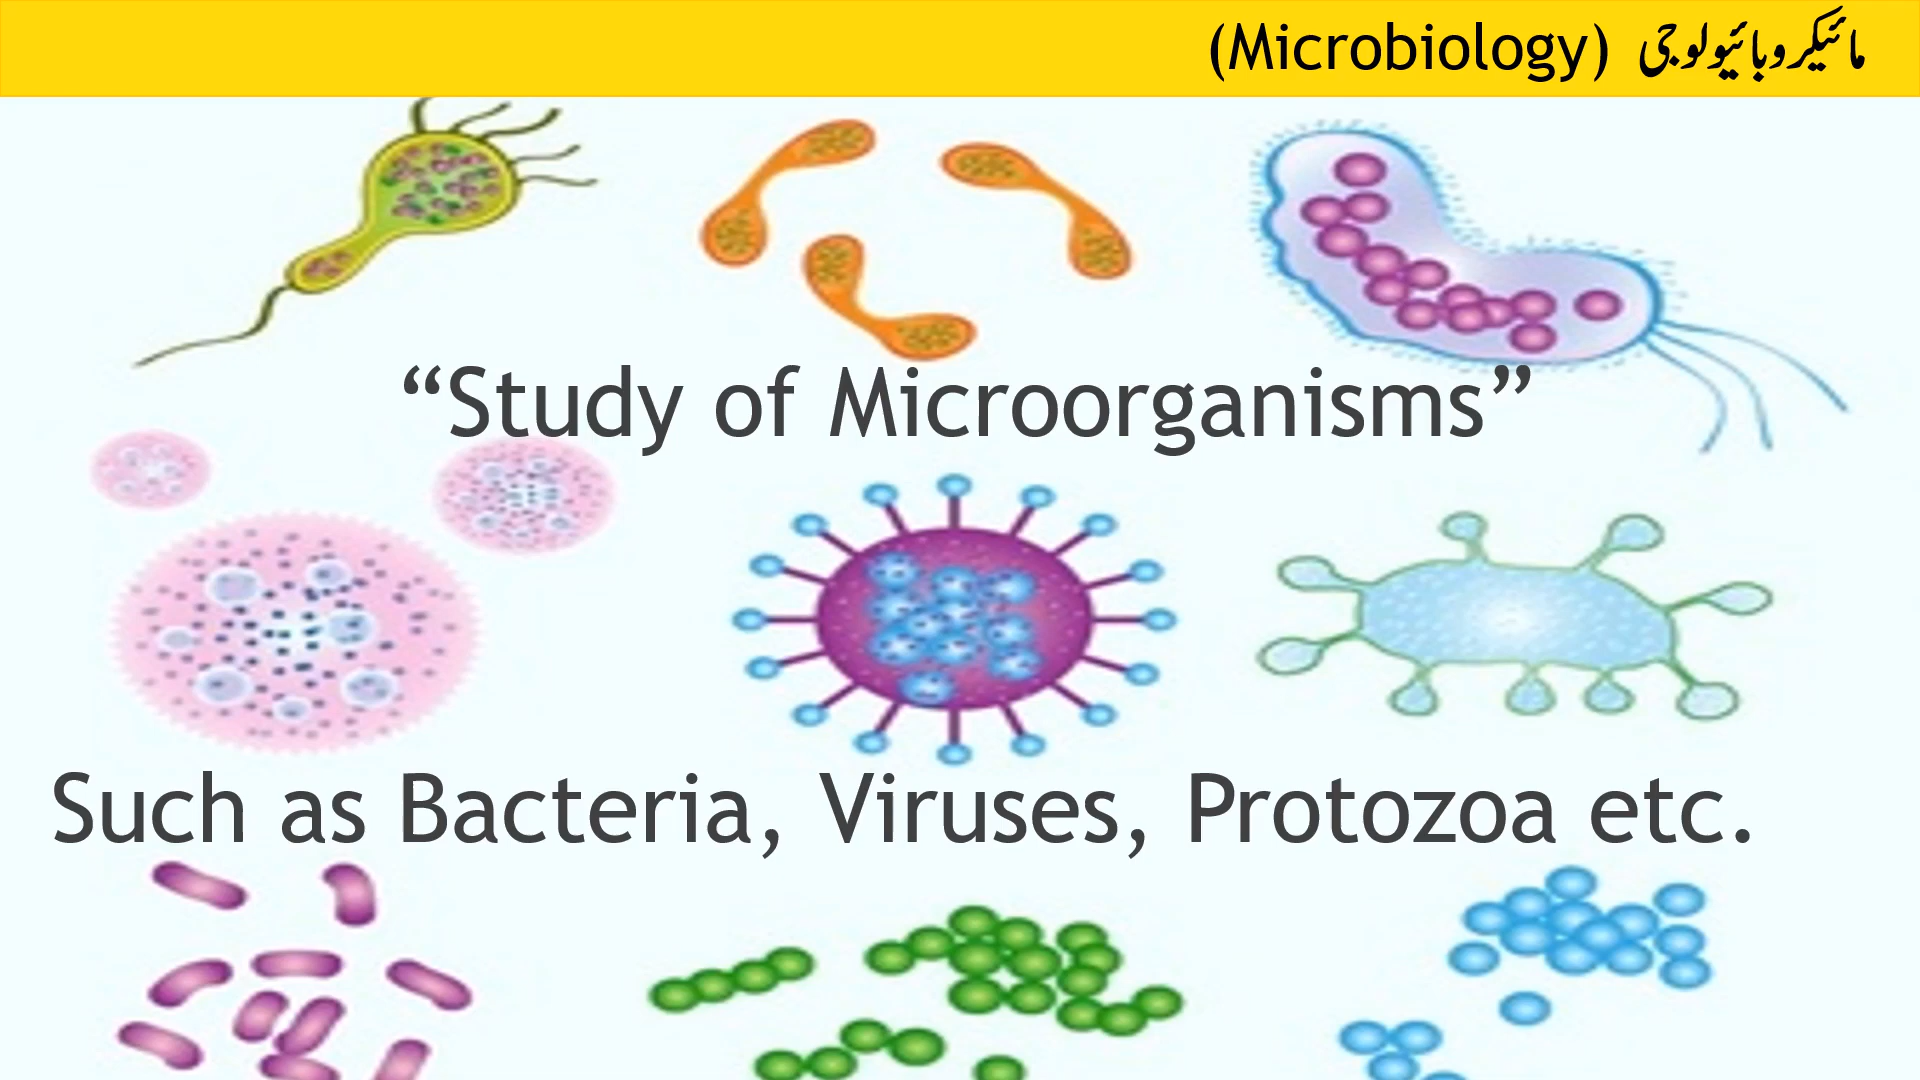 مائیکروبائیولوجی (Microbiology)
“Study of Microorganisms”
Such as Bacteria, Viruses, Protozoa etc.